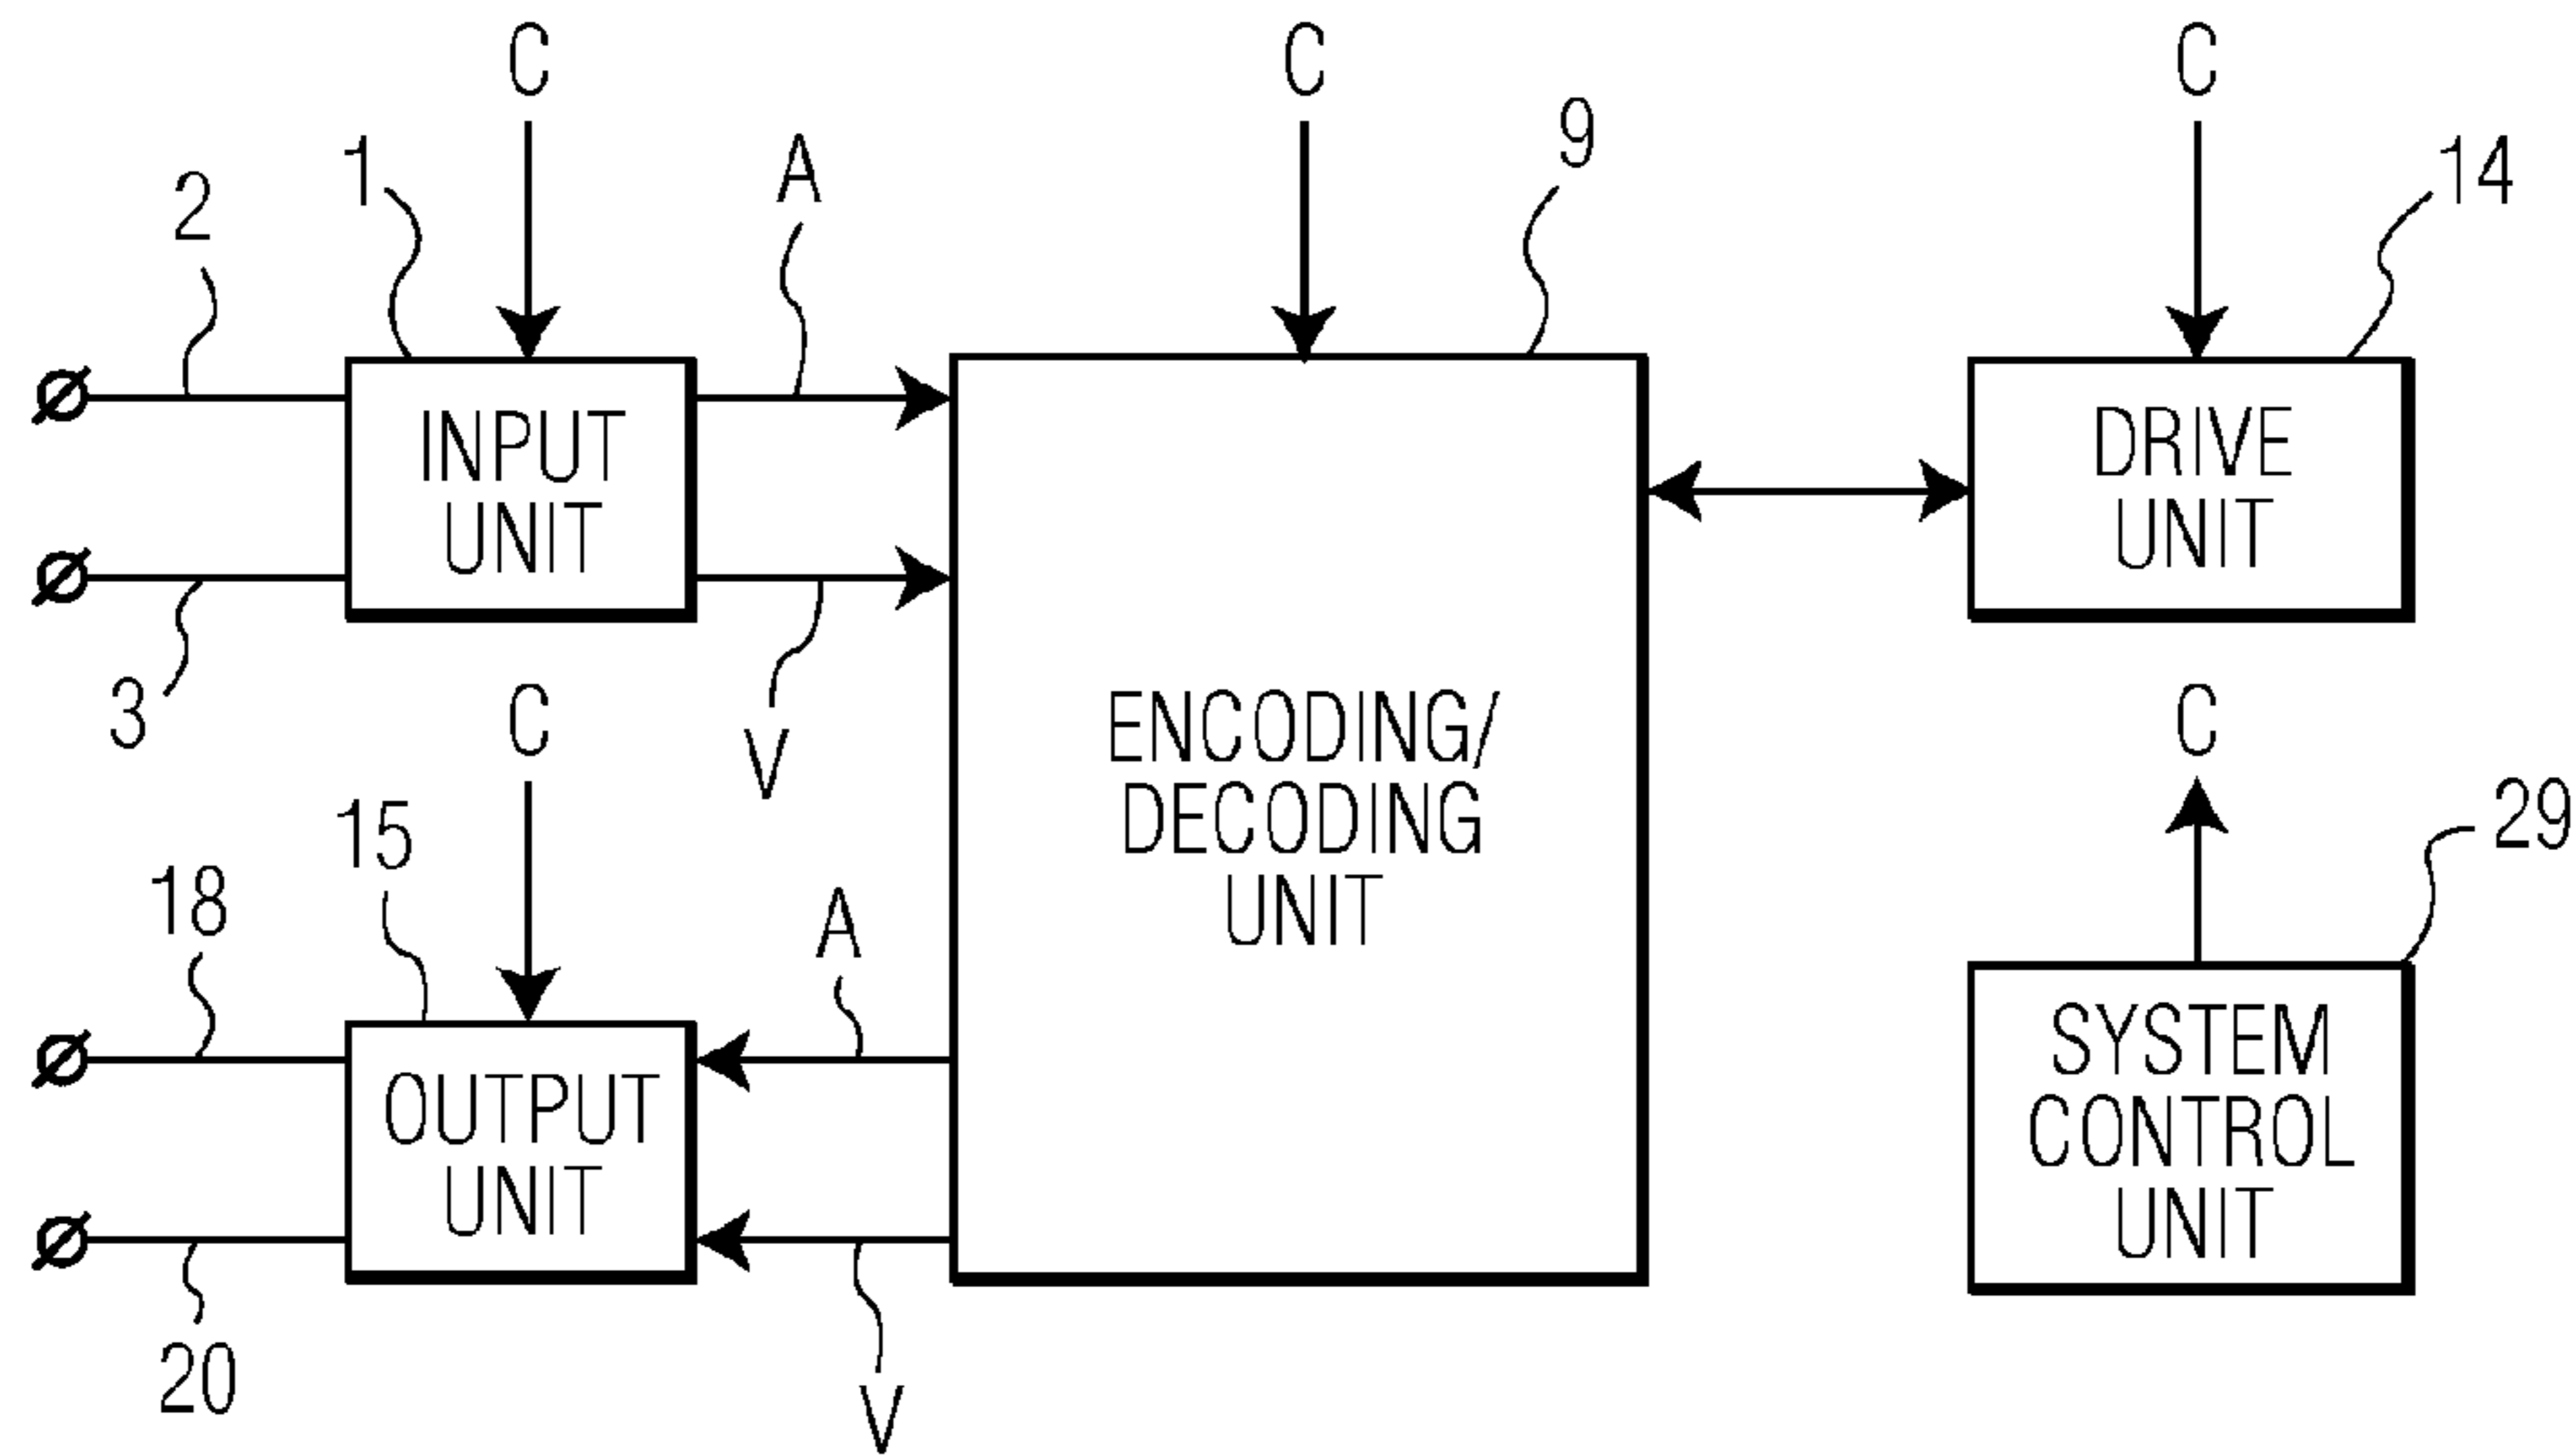 C
C
C
2
1
A
9
14
INPUT
UNIT
DRIVE
UNIT
3
C
V
ENCODING/
DECODING
UNIT
C
29
15
18
A
OUTPUT
UNIT
SYSTEM
CONTROL
UNIT
20
V